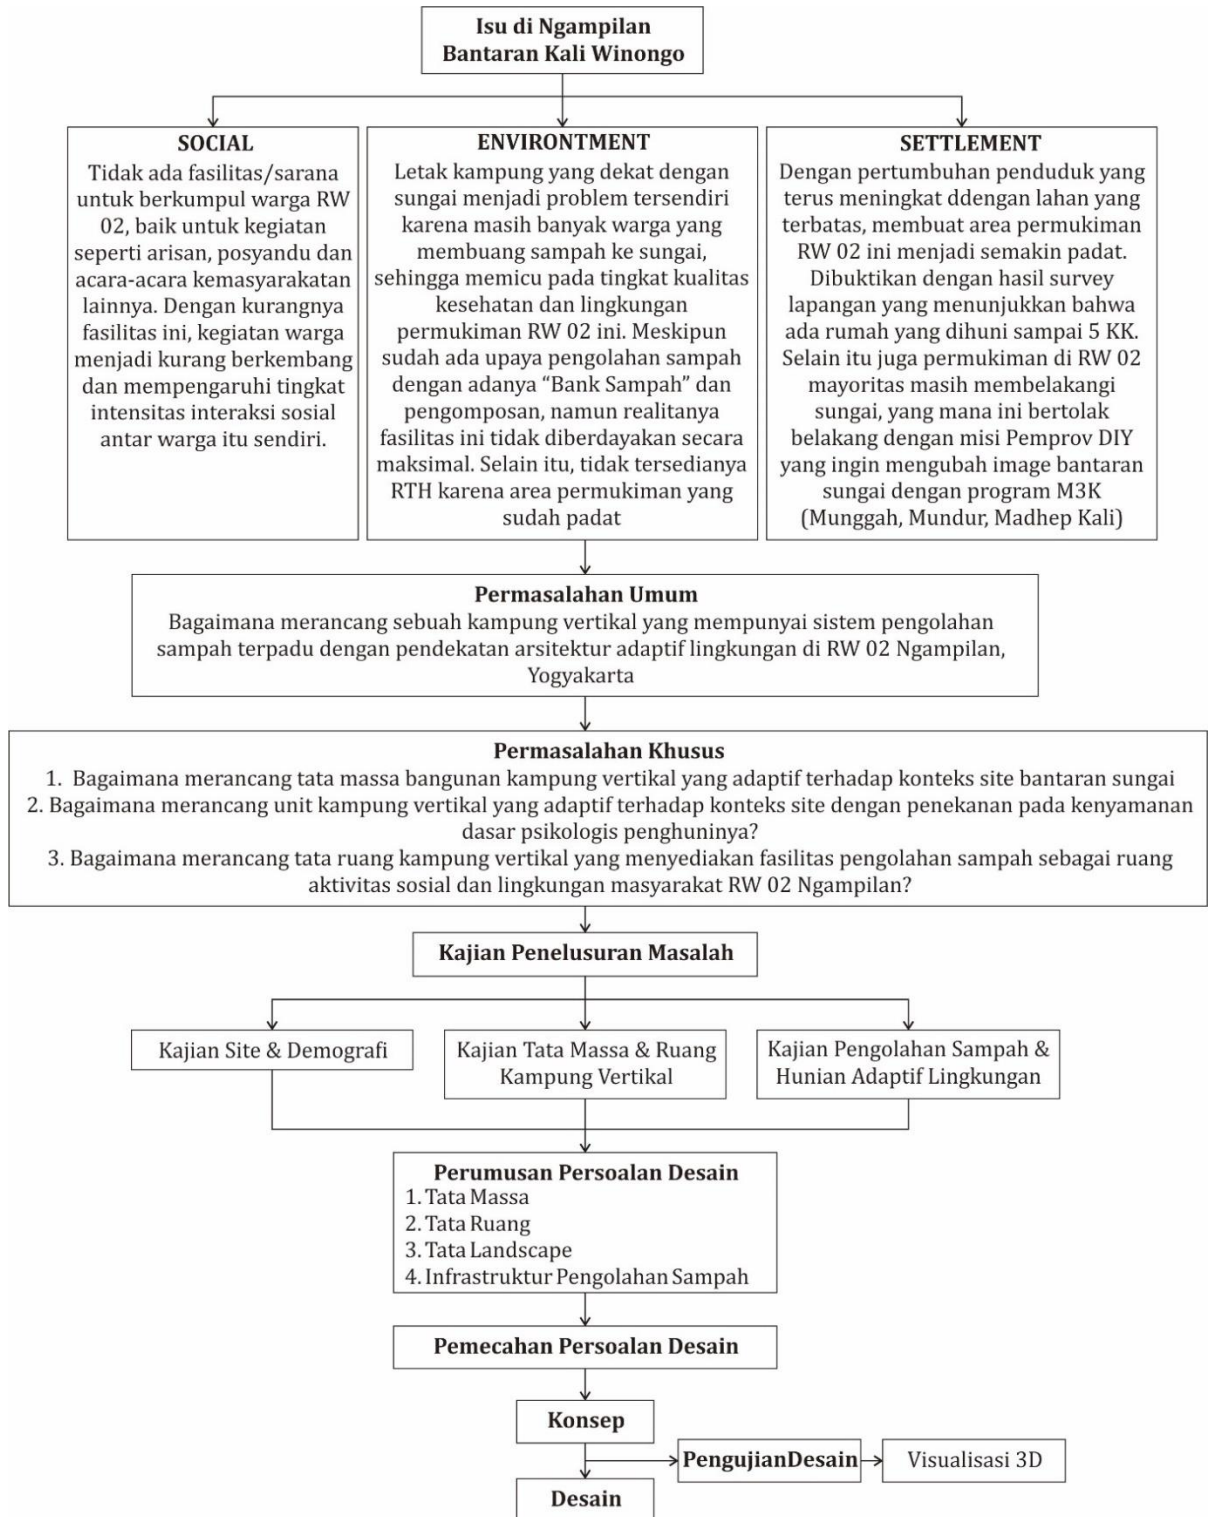 Isu di Ngampilan
Bantaran Kali Winongo
SOCIAL
Tidak ada fasilitas/sarana
untuk berkumpul warga RW
02, baik untuk kegiatan
seperti arisan, posyandu dan
acara-acara kemasyarakatan
lainnya. Dengan kurangnya
fasilitas ini, kegiatan warga
menjadi kurang berkembang
dan mempengaruhi tingkat
intensitas interaksi sosial
antar warga itu sendiri.
ENVIRONTMENT
Letak kampung yang dekat dengan
sungai menjadi problem tersendiri
karena masih banyak warga yang
membuang sampah ke sungai,
sehingga memicu pada tingkat kualitas
kesehatan dan lingkungan
permukiman RW 02 ini. Meskipun
sudah ada upaya pengolahan sampah
dengan adanya “Bank Sampah” dan
pengomposan, namun realitanya
fasilitas ini tidak diberdayakan secara
maksimal. Selain itu, tidak tersedianya
RTH karena area permukiman yang
sudah padat
SETTLEMENT
Dengan pertumbuhan penduduk yang
terus meningkat ddengan lahan yang
terbatas, membuat area permukiman
RW 02 ini menjadi semakin padat.
Dibuktikan dengan hasil survey
lapangan yang menunjukkan bahwa
ada rumah yang dihuni sampai 5 KK.
Selain itu juga permukiman di RW 02
mayoritas masih membelakangi
sungai, yang mana ini bertolak
belakang dengan misi Pemprov DIY
yang ingin mengubah image bantaran
sungai dengan program M3K
(Munggah, Mundur, Madhep Kali)
Permasalahan Umum
Bagaimana merancang sebuah kampung vertikal yang mempunyai sistem pengolahan
sampah terpadu dengan pendekatan arsitektur adaptif lingkungan di RW 02 Ngampilan,
Yogyakarta
Permasalahan Khusus
1. Bagaimana merancang tata massa bangunan kampung vertikal yang adaptif terhadap konteks site bantaran sungai
2. Bagaimana merancang unit kampung vertikal yang adaptif terhadap konteks site dengan penekanan pada kenyamanan
dasar psikologis penghuninya?
3. Bagaimana merancang tata ruang kampung vertikal yang menyediakan fasilitas pengolahan sampah sebagai ruang
aktivitas sosial dan lingkungan masyarakat RW 02 Ngampilan?
Kajian Penelusuran Masalah
Kajian Site & Demografi
Kajian Tata Massa & Ruang
Kampung Vertikal
Kajian Pengolahan Sampah &
Hunian Adaptif Lingkungan
Perumusan Persoalan Desain
1. Tata Massa
2. Tata Ruang
3. Tata Landscape
4. Infrastruktur Pengolahan Sampah
Pemecahan Persoalan Desain
Konsep
PengujianDesain
Visualisasi 3D
Desain